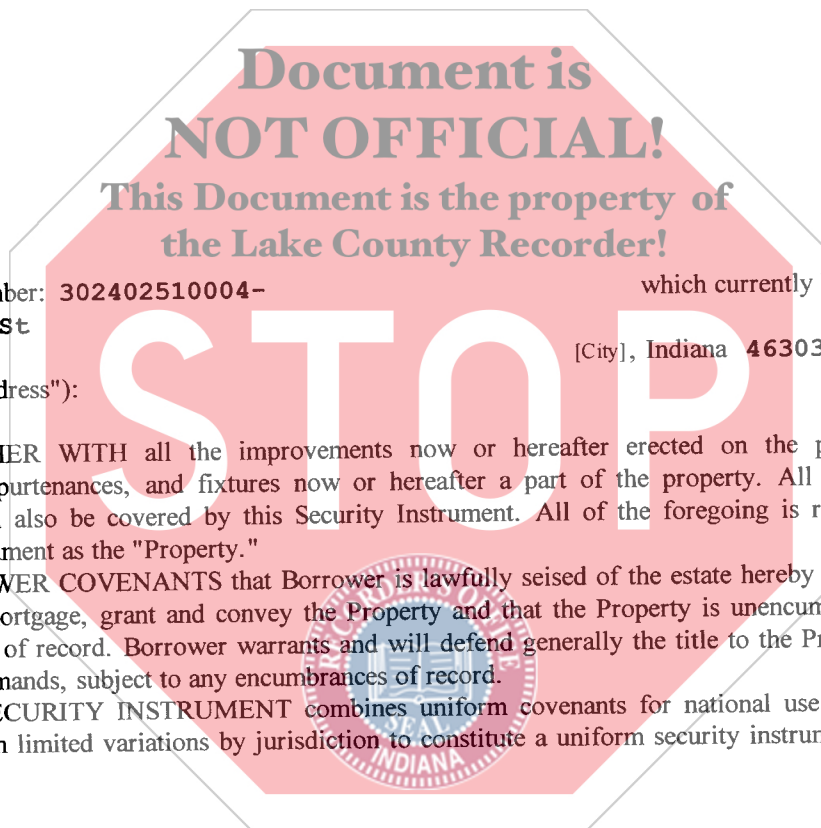 Document is
NOT OFFICIAL!
This Document is the property of
the Lake County Recorder!
ber: 302402510004- which currently
St
[City], Indiana 46303
dress"):
STOP
ER WITH all the improvements now or hereafter erected on the p
purtenances, and fixtures now or hereafter a part of the property. All
also be covered by this Security Instrument. All of the foregoing is r
ment as the "Property."
WER COVENANTS that Borrower is lawfully seised of the estate hereby
ortgage, grant and convey the Property and that the Property is unencum
of record. Borrower warrants and will defend generally the title to the Pr
mands, subject to any encumbrances of record.
ECURITY INSTRUMENT combines uniform covenants for national use
limited variations by jurisdiction to constitute a uniform security instrum
RECORDER'S OFFICE
SEAL
INDIANA